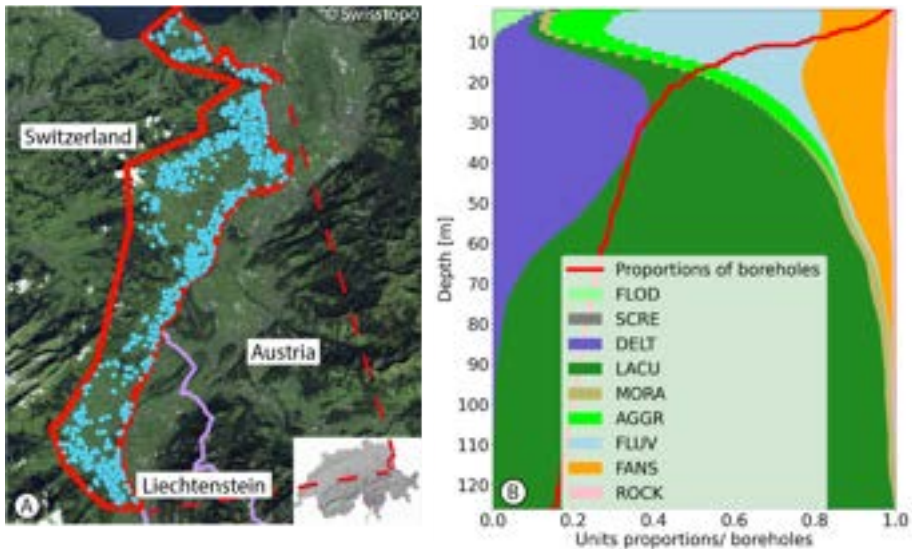 © Swisstopo
Switzerland
Austria
Liechtenstein
A
10
20
30
40
50
60
70
80
90
100
110
120
Depth [m]
Proportions of boreholes
FLOD
SCRE
DELT
LACU
MORA
AGGR
FLUV
FANS
ROCK
B
0.0 0.2 0.4 0.6 0.8 1.0
Units proportions/ boreholes